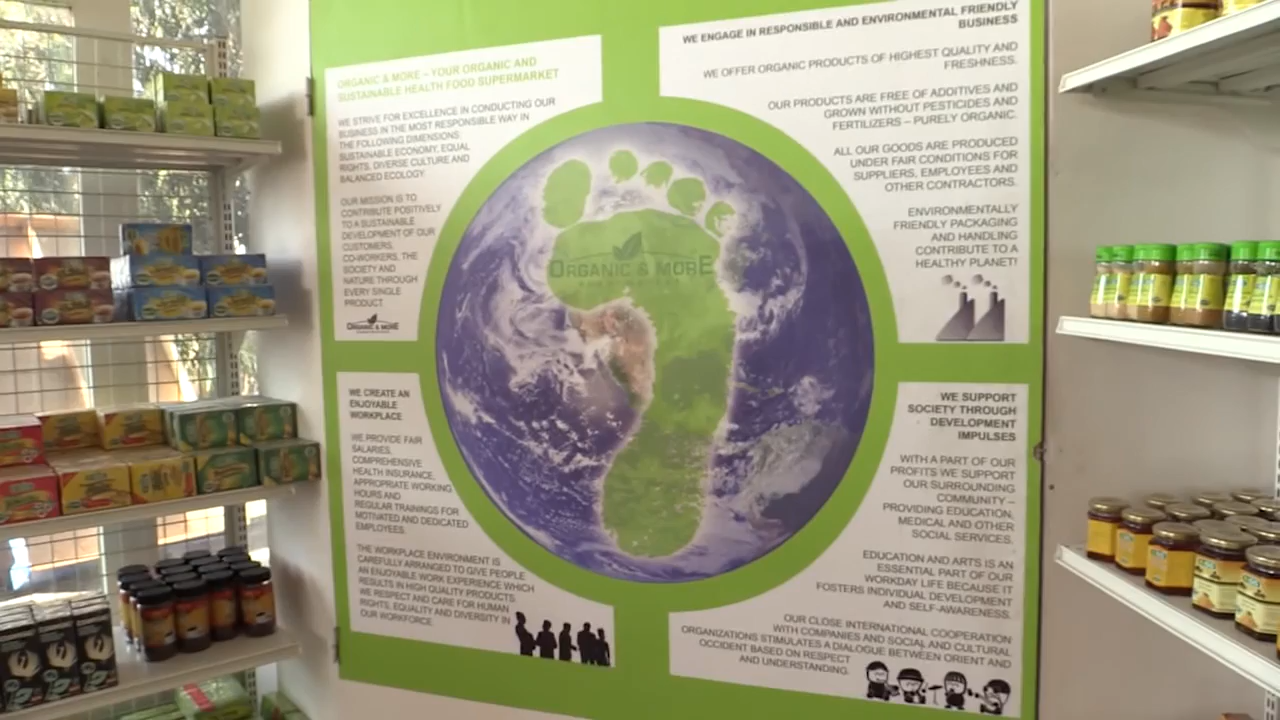 ORGANIC & MORE – YOUR ORGANIC AND
SUSTAINABLE HEALTH FOOD SUPERMARKET
WE STRIVE FOR EXCELLENCE IN CONDUCTING OUR
BUSINESS IN THE MOST RESPONSIBLE WAY IN
THE FOLLOWING DIMENSIONS:
SUSTAINABLE ECONOMY, EQUAL
RIGHTS, DIVERSE CULTURE AND
BALANCED ECOLOGY.
OUR MISSION IS TO
CONTRIBUTE POSITIVELY
TO A SUSTAINABLE
DEVELOPMENT OF OUR
CUSTOMERS,
CO-WORKERS, THE
SOCIETY AND
NATURE THROUGH
EVERY SINGLE
PRODUCT.
ORGANIC & MORE
WE ENGAGE IN RESPONSIBLE AND ENVIRONMENTAL FRIENDLY
BUSINESS
WE OFFER ORGANIC PRODUCTS OF HIGHEST QUALITY AND
FRESHNESS.
OUR PRODUCTS ARE FREE OF ADDITIVES AND
GROWN WITHOUT PESTICIDES AND
FERTILIZERS – PURELY ORGANIC.
ALL OUR GOODS ARE PRODUCED
UNDER FAIR CONDITIONS FOR
SUPPLIERS, EMPLOYEES AND
OTHER CONTRACTORS.
ENVIRONMENTALLY
FRIENDLY PACKAGING
AND HANDLING
CONTRIBUTE TO A
HEALTHY PLANET!
ORGANIC & MORE
WE CREATE AN
ENJOYABLE
WORKPLACE
WE PROVIDE FAIR
SALARIES,
COMPREHENSIVE
HEALTH INSURANCE,
APPROPRIATE WORKING
HOURS AND
REGULAR TRAININGS FOR
MOTIVATED AND DEDICATED
EMPLOYEES.
THE WORKPLACE ENVIRONMENT IS
CAREFULLY ARRANGED TO GIVE PEOPLE
AN ENJOYABLE WORK EXPERIENCE WHICH
RESULTS IN HIGH QUALITY PRODUCTS.
WE RESPECT AND CARE FOR HUMAN
RIGHTS, EQUALITY AND DIVERSITY IN
OUR WORKFORCE.
WE SUPPORT
SOCIETY THROUGH
DEVELOPMENT
IMPULSES
WITH A PART OF OUR
PROFITS WE SUPPORT
OUR SURROUNDING
COMMUNITY –
PROVIDING EDUCATION,
MEDICAL AND OTHER
SOCIAL SERVICES.
EDUCATION AND ARTS IS AN
ESSENTIAL PART OF OUR
WORKDAY LIFE BECAUSE IT
FOSTERS INDIVIDUAL DEVELOPMENT
AND SELF-AWARENESS.
OUR CLOSE INTERNATIONAL COOPERATION
WITH COMPANIES AND SOCIAL AND CULTURAL
ORGANIZATIONS STIMULATES A DIALOGUE BETWEEN ORIENT AND
OCCIDENT BASED ON RESPECT
AND UNDERSTANDING.